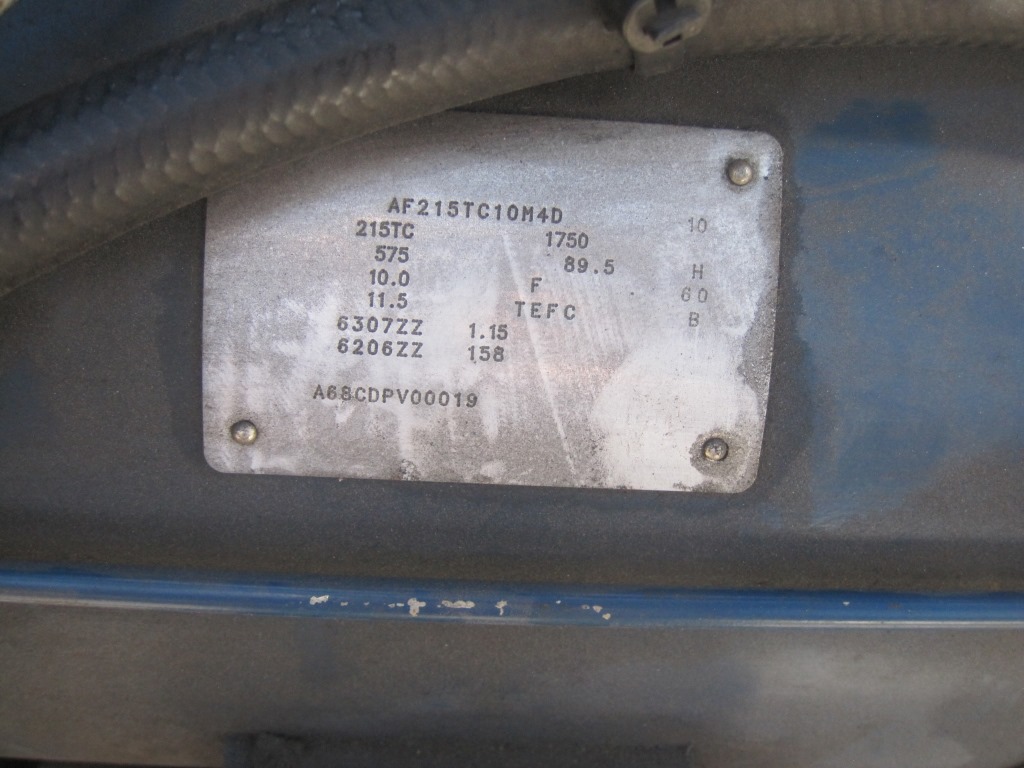 AF215TC10M4D 10
215TC 1750
575 89.5 H
10.0 F 60
11.5 TEFC B
6307ZZ 1.15
6206ZZ 158
A68CDPV00019